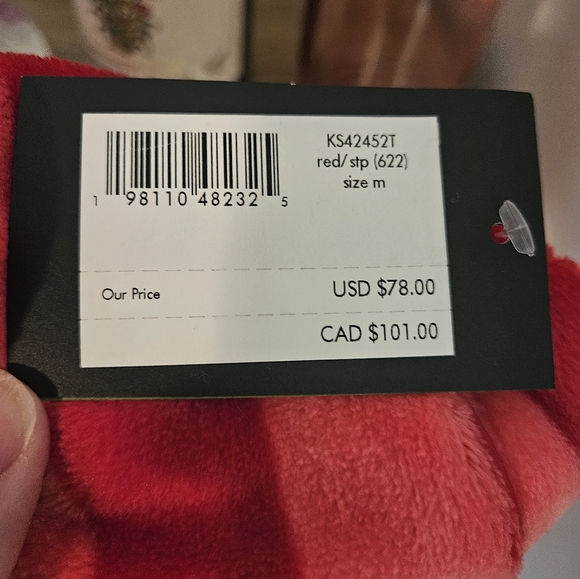 KS42452T
red/stp (622)
size m
1 98110 48232 5
Our Price USD $78.00
CAD $101.00